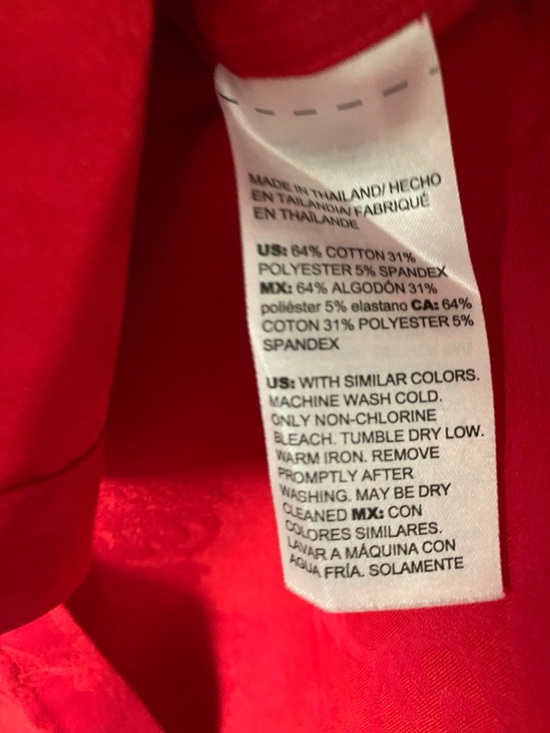 MADE IN THAILAND/ HECHO
EN TAILANDIA/ FABRIQUÉ
EN THAÏLANDE
US: 64% COTTON 31%
POLYESTER 5% SPANDEX
MX: 64% ALGODÓN 31%
poliéster 5% elastano CA: 64%
COTON 31% POLYESTER 5%
SPANDEX
US: WITH SIMILAR COLORS.
MACHINE WASH COLD.
ONLY NON-CHLORINE
BLEACH. TUMBLE DRY LOW.
WARM IRON. REMOVE
PROMPTLY AFTER
WASHING. MAY BE DRY
CLEANED MX: CON
COLORES SIMILARES.
LAVAR A MÁQUINA CON
AGUA FRÍA. SOLAMENTE